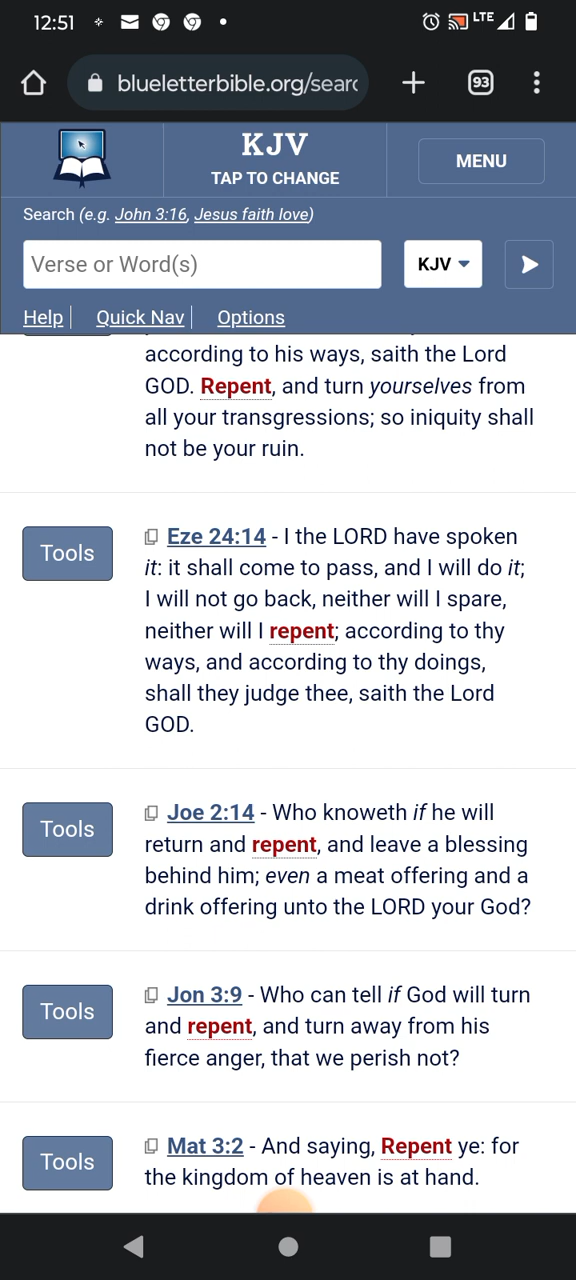 12:51
LTE
blueletterbible.org/searc
93
KJV
TAP TO CHANGE
MENU
Search (e.g. John 3:16, Jesus faith love)
Verse or Word(s)
KJV
Help
Quick Nav
Options
according to his ways, saith the Lord
GOD. Repent, and turn yourselves from
all your transgressions; so iniquity shall
not be your ruin.
Tools
Eze 24:14 - I the LORD have spoken
it: it shall come to pass, and I will do it;
I will not go back, neither will I spare,
neither will I repent; according to thy
ways, and according to thy doings,
shall they judge thee, saith the Lord
GOD.
Tools
Joe 2:14 - Who knoweth if he will
return and repent, and leave a blessing
behind him; even a meat offering and a
drink offering unto the LORD your God?
Tools
Jon 3:9 - Who can tell if God will turn
and repent, and turn away from his
fierce anger, that we perish not?
Tools
Mat 3:2 - And saying, Repent ye: for
the kingdom of heaven is at hand.